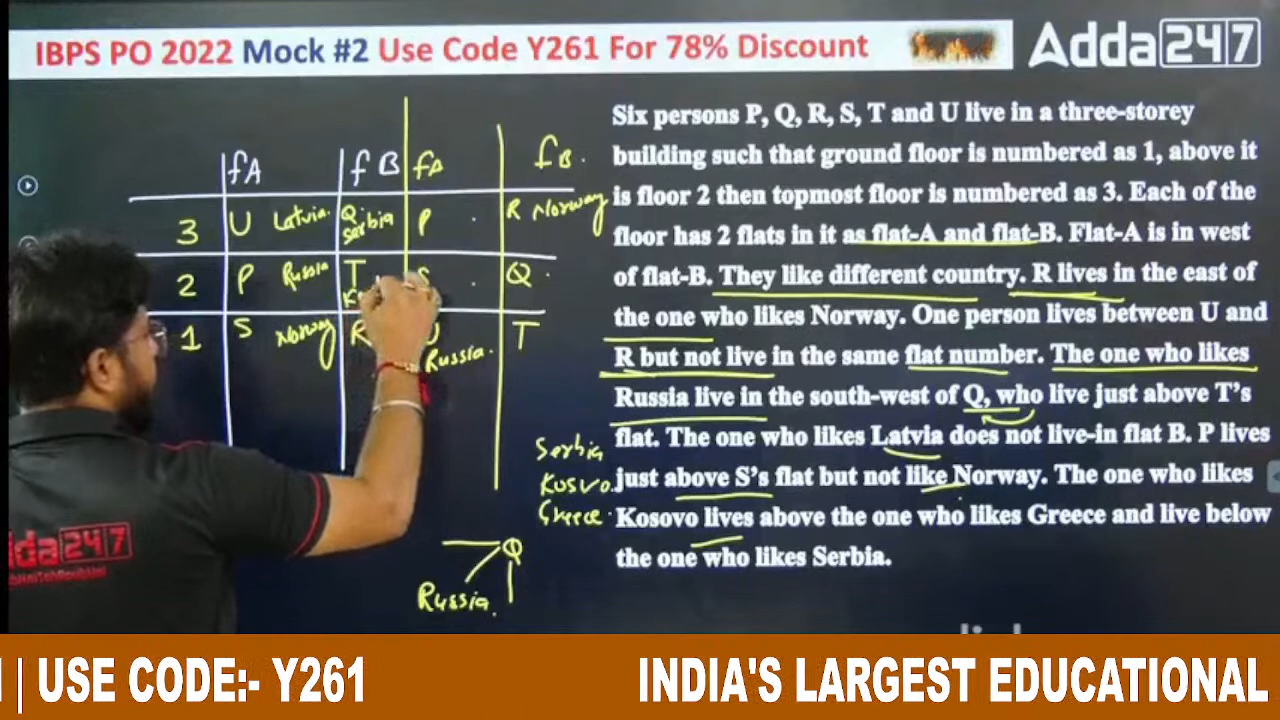 IBPS PO 2022 Mock #2 Use Code Y261 For 78% Discount
Adda247
fA fB fA fB
3 U Latvia Q Serbia P R Norway
2 P Russia T S Q
1 S Norway R U Russia T
Six persons P, Q, R, S, T and U live in a three-storey
building such that ground floor is numbered as 1, above it
is floor 2 then topmost floor is numbered as 3. Each of the
floor has 2 flats in it as flat-A and flat-B. Flat-A is in west
of flat-B. They like different country. R lives in the east of
the one who likes Norway. One person lives between U and
R but not live in the same flat number. The one who likes
Russia live in the south-west of Q, who live just above T's
flat. The one who likes Latvia does not live-in flat B. P lives
just above S's flat but not like Norway. The one who likes
Kosovo lives above the one who likes Greece and live below
the one who likes Serbia.
Serbia
Kosvo
Greece
Q
Russia
dda247
| USE CODE:- Y261
INDIA'S LARGEST EDUCATIONAL